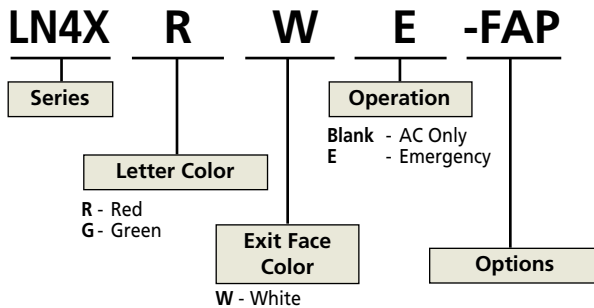 LN4X R W E -FAP
Series
Operation
Blank - AC Only
E - Emergency
Letter Color
R - Red
G - Green
Exit Face
Color
W - White
Options